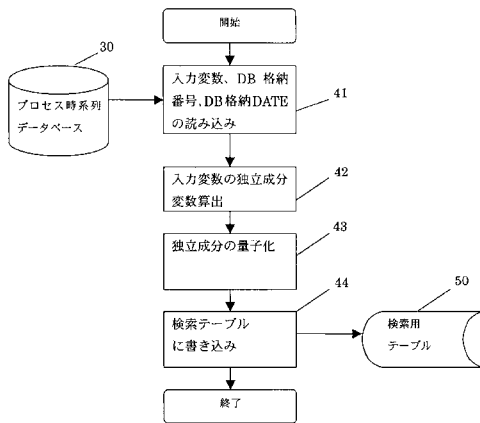 開始
30
プロセス時系列
データベース
入力変数、DB 格納
番号、DB格納DATE
の読み込み
41
入力変数の独立成分
変数算出
42
独立成分の量子化
43
検索テーブル
に書き込み
44
検索用
テーブル
50
終了